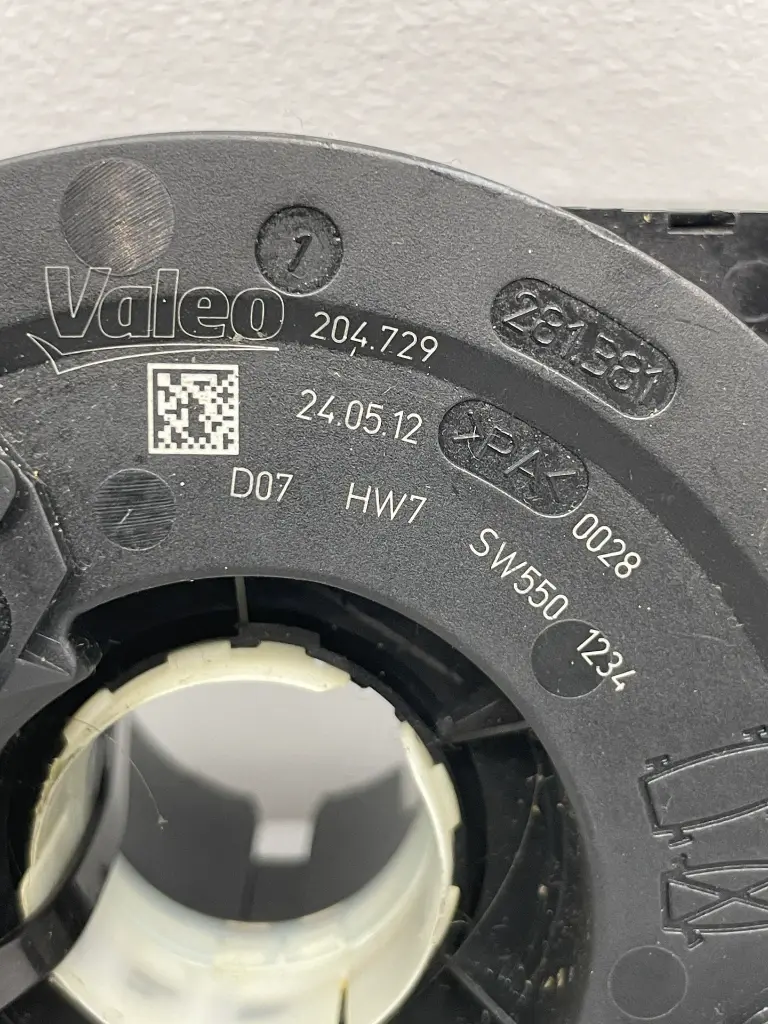 1
Valeo 204.729
281.381
24.05.12
>PA<
0028
D07 HW7 SW550 1234